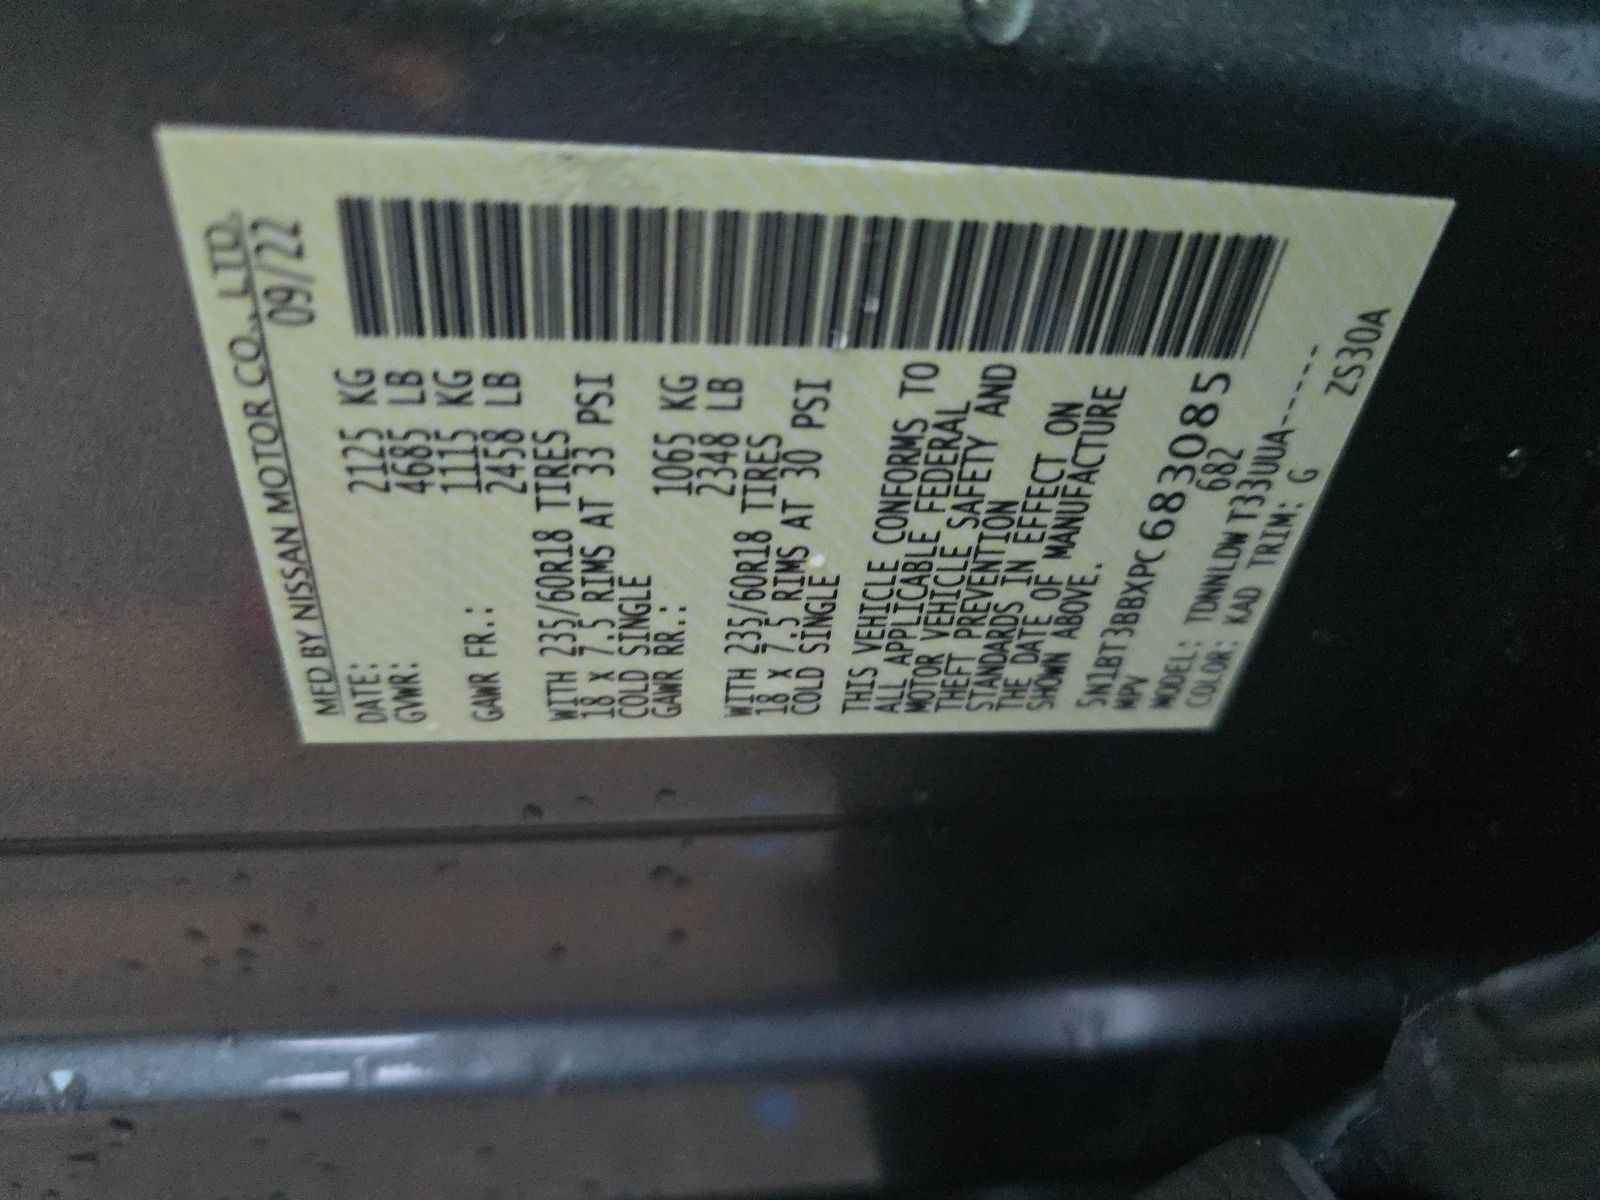 MFD BY NISSAN MOTOR CO., LTD.
DATE: 09/22
GVWR: 2125 KG
4685 LB
GAWR FR.: 1115 KG
2458 LB
WITH 235/60R18 TIRES
18 X 7.5 RIMS AT 33 PSI
COLD SINGLE
GAWR RR.: 1065 KG
2348 LB
WITH 235/60R18 TIRES
18 X 7.5 RIMS AT 30 PSI
COLD SINGLE
THIS VEHICLE CONFORMS TO
ALL APPLICABLE FEDERAL
MOTOR VEHICLE SAFETY AND
THEFT PREVENTION
STANDARDS IN EFFECT ON
THE DATE OF MANUFACTURE
SHOWN ABOVE.
5N1BT3BBXPC683085
MPV 682
MODEL: TDNNLDWT33UUA-----
COLOR: KAD TRIM: G
ZS30A